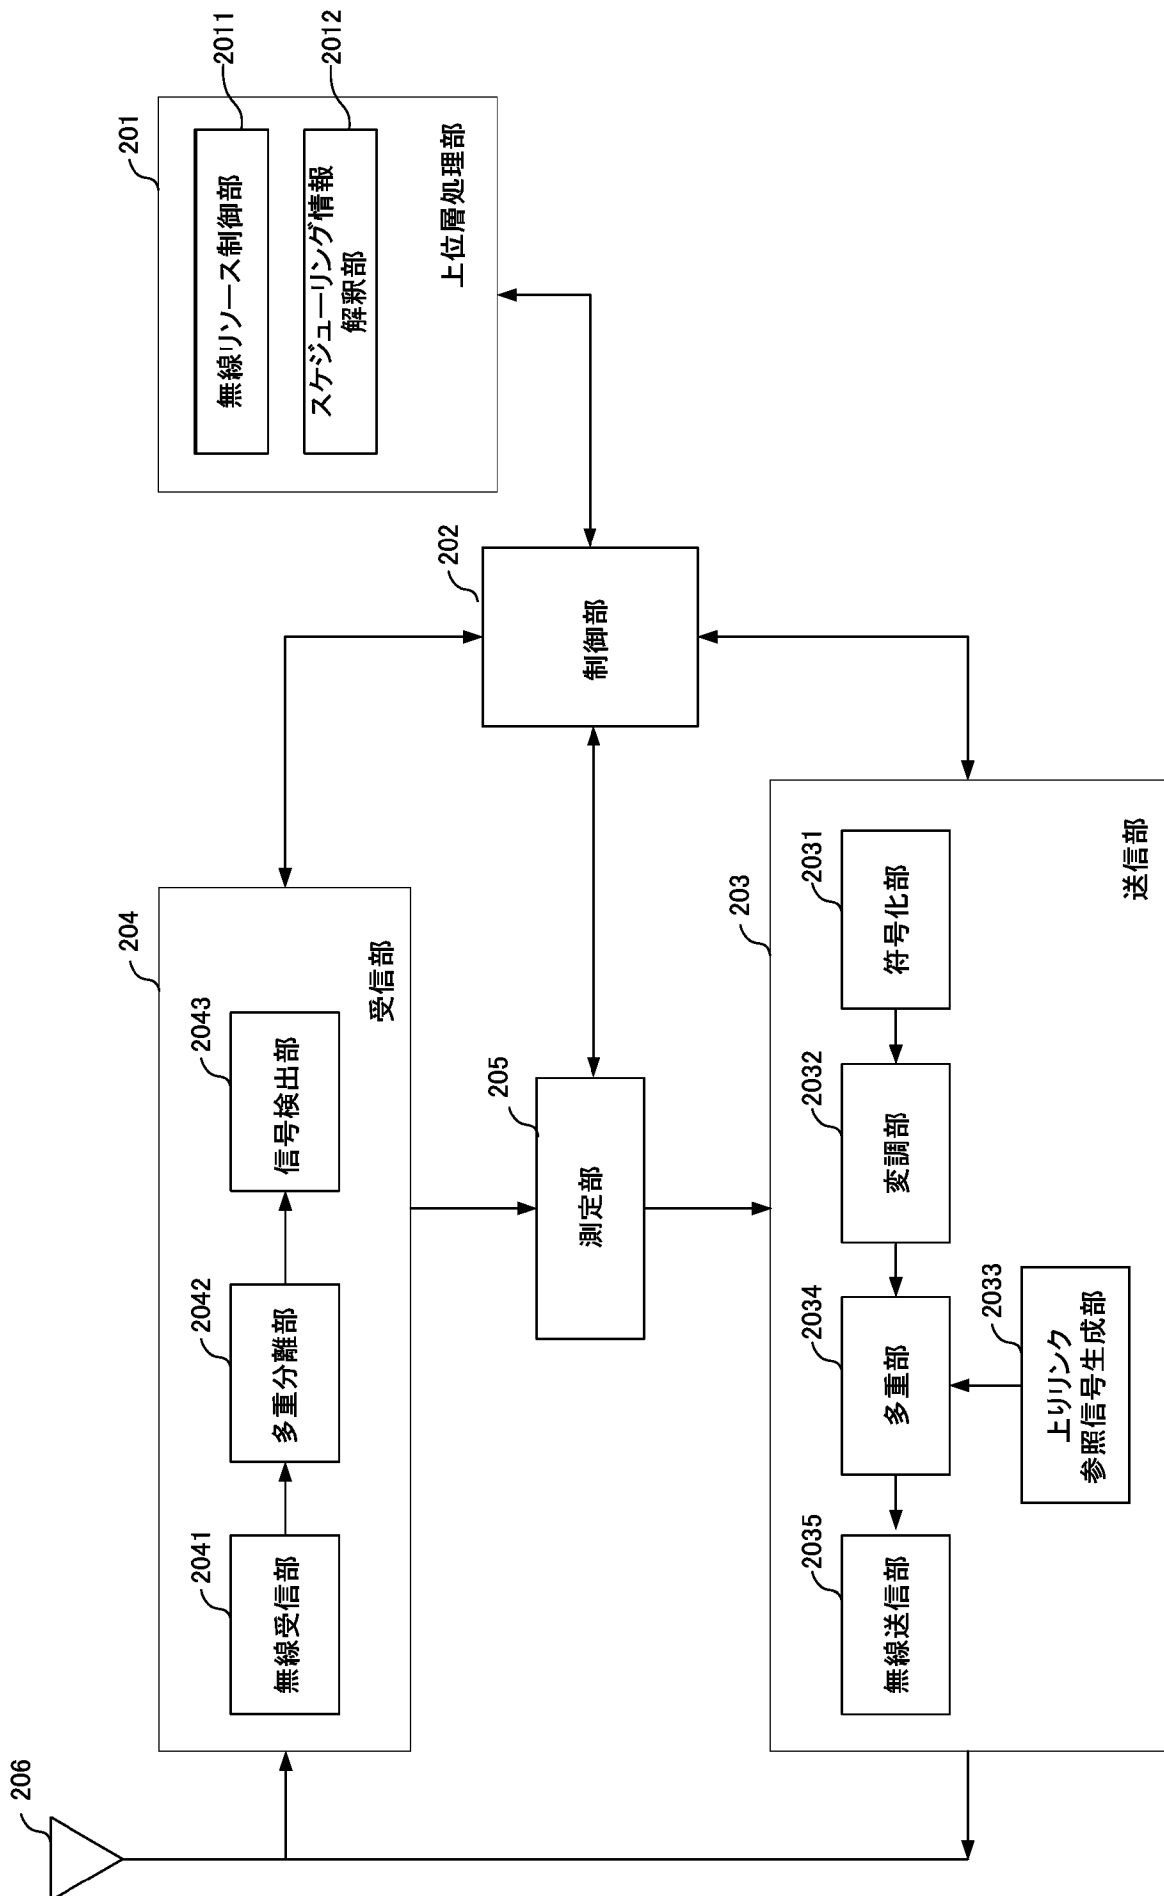 206
204
2041
無線受信部
2042
多重分離部
2043
信号検出部
受信部
205
測定部
202
制御部
201
2011
無線リソース制御部
2012
スケジューリング情報
解釈部
上位層処理部
203
2035
無線送信部
2034
多重部
2032
変調部
2031
符号化部
2033
上りリンク
参照信号生成部
送信部